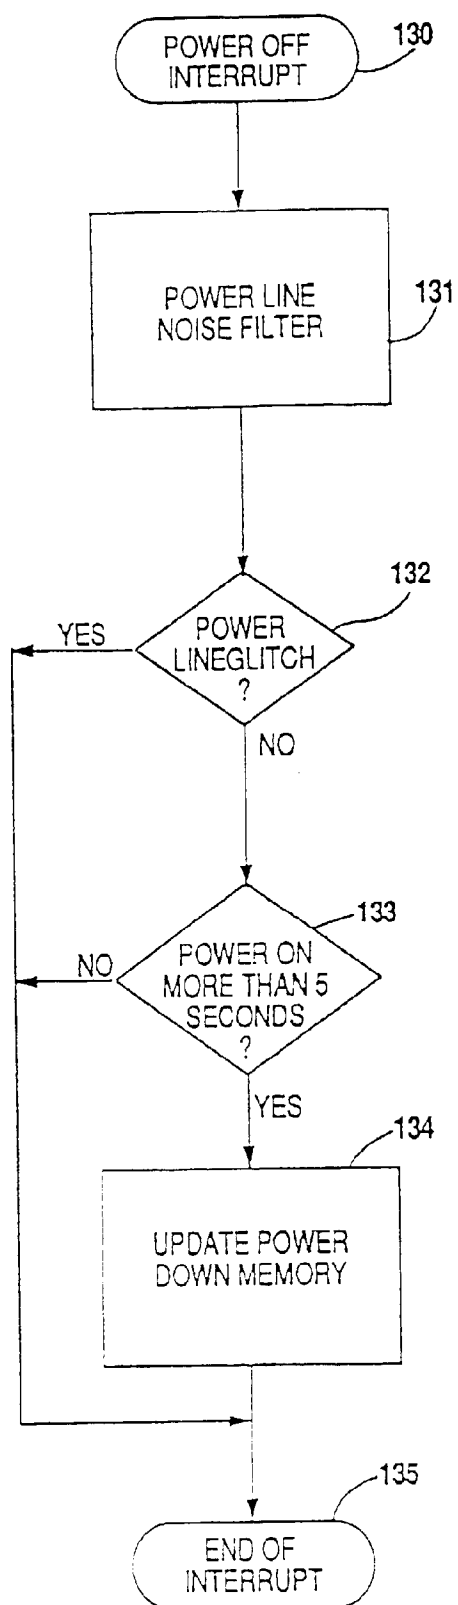 POWER OFF
INTERRUPT
130
POWER LINE
NOISE FILTER
131
132
POWER
LINEGLITCH
?
YES
NO
133
POWER ON
MORE THAN 5
SECONDS
?
NO
YES
134
UPDATE POWER
DOWN MEMORY
135
END OF
INTERRUPT